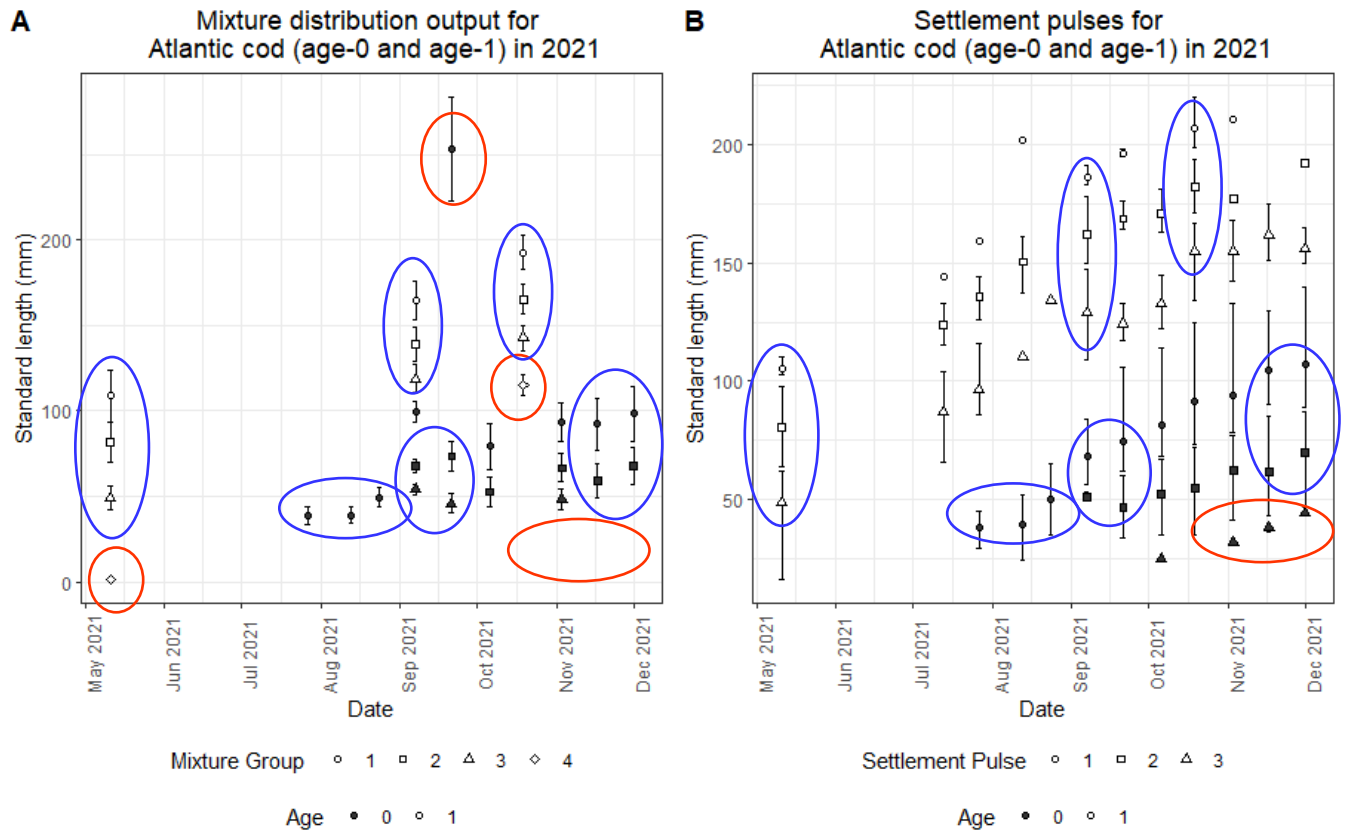 A
Mixture distribution output for
Atlantic cod (age-0 and age-1) in 2021
Standard length (mm)
200
100
0
May 2021
Jun 2021
Jul 2021
Aug 2021
Sep 2021
Oct 2021
Nov 2021
Dec 2021
Date
Mixture Group 1 2 3 4
Age 0 1
B
Settlement pulses for
Atlantic cod (age-0 and age-1) in 2021
Standard length (mm)
200
150
100
50
May 2021
Jun 2021
Jul 2021
Aug 2021
Sep 2021
Oct 2021
Nov 2021
Dec 2021
Date
Settlement Pulse 1 2 3
Age 0 1